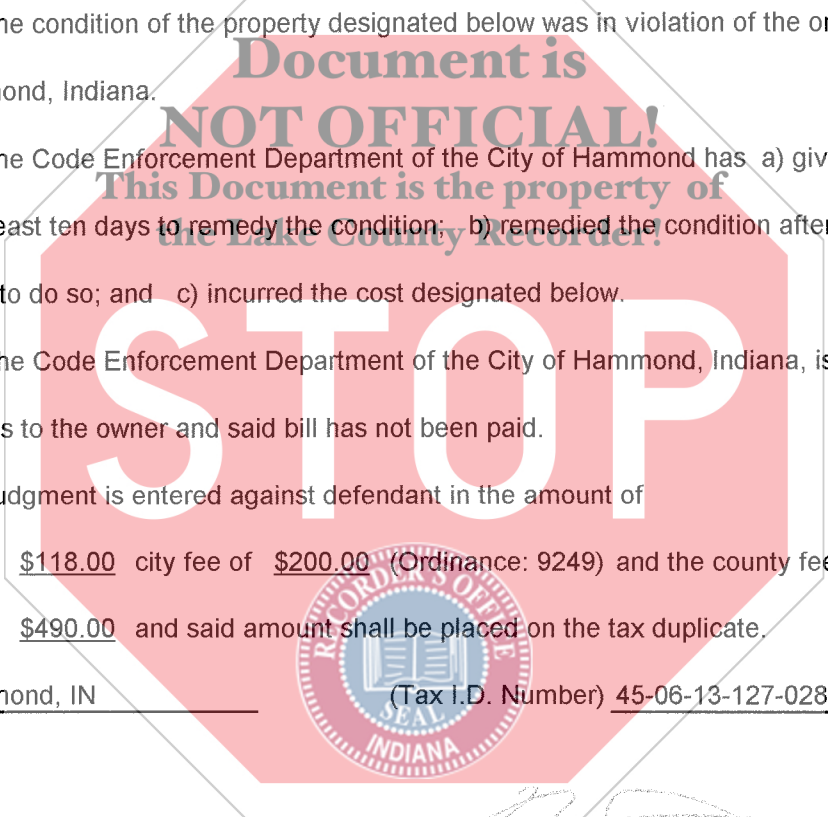 he condition of the property designated below was in violation of the or
Document is
ond, Indiana.
NOT OFFICIAL!
he Code Enforcement Department of the City of Hammond has a) giv
This Document is the property of
east ten days to remedy the condition; b) remedied the condition after
the Lake County Recorder!
to do so; and c) incurred the cost designated below.
STOP
he Code Enforcement Department of the City of Hammond, Indiana, is
s to the owner and said bill has not been paid.
udgment is entered against defendant in the amount of
$118.00 city fee of $200.00 (Ordinance: 9249) and the county fee
$490.00 and said amount shall be placed on the tax duplicate.
RECORDER'S OFFICE
SEAL
INDIANA
mond, IN (Tax I.D. Number) 45-06-13-127-028